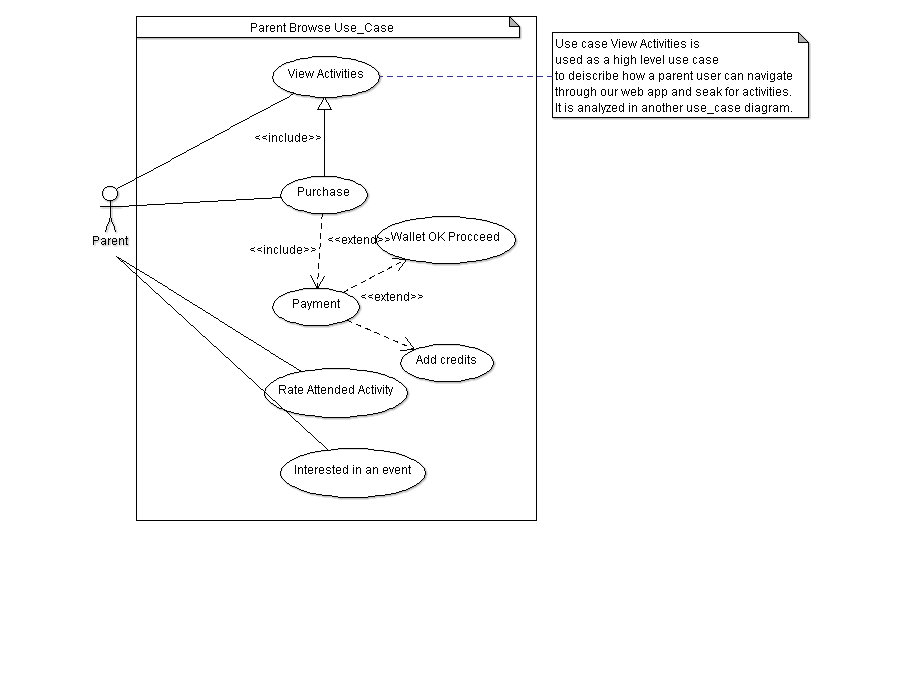 Parent Browse Use_Case
View Activities
Use case View Activities is
used as a high level use case
to deiscribe how a parent user can navigate
through our web app and seak for activities.
It is analyzed in another use_case diagram.
<<include>>
Purchase
Parent
<<include>>
<<extend>>
Wallet OK Procceed
<<extend>>
Payment
Add credits
Rate Attended Activity
Interested in an event